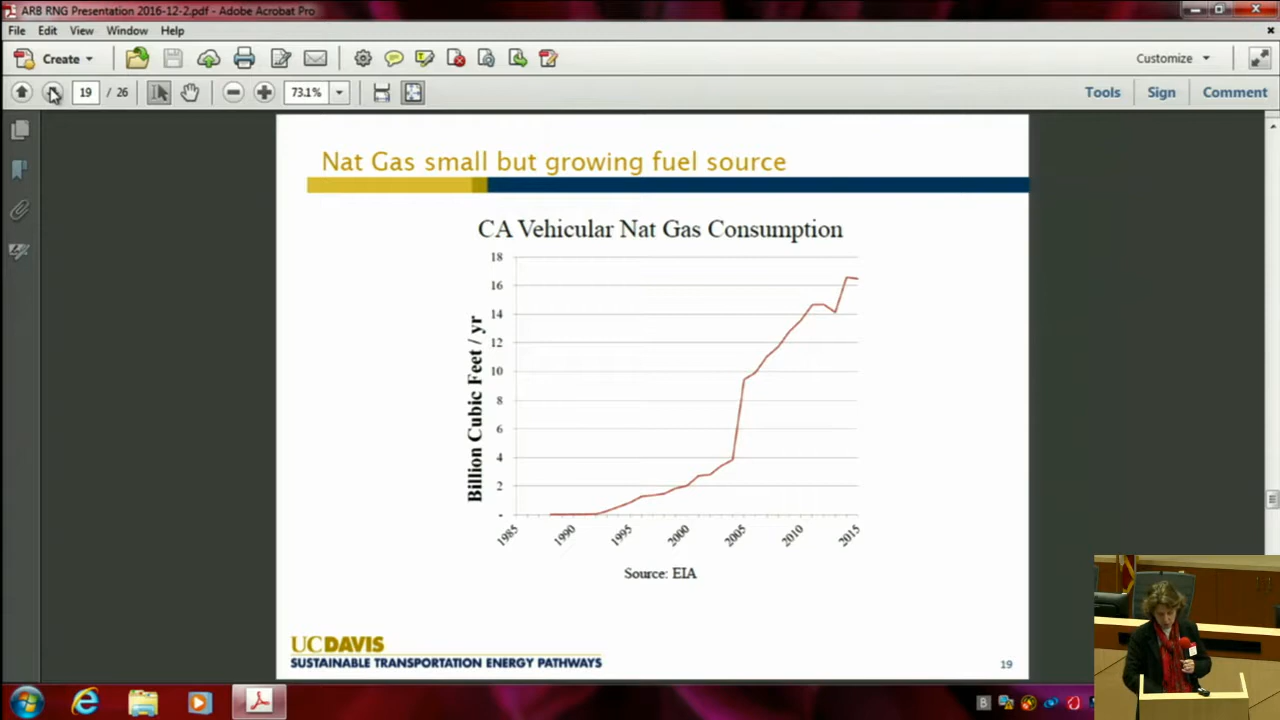 ARB RNG Presentation 2016-12-2.pdf - Adobe Acrobat Pro
File Edit View Window Help
Create
Customize
19 / 26
73.1%
Tools Sign Comment
Nat Gas small but growing fuel source
CA Vehicular Nat Gas Consumption
Billion Cubic Feet / yr
18
16
14
12
10
8
6
4
2
-
1985 1990 1995 2000 2005 2010 2015
Source: EIA
UCDAVIS
SUSTAINABLE TRANSPORTATION ENERGY PATHWAYS
19